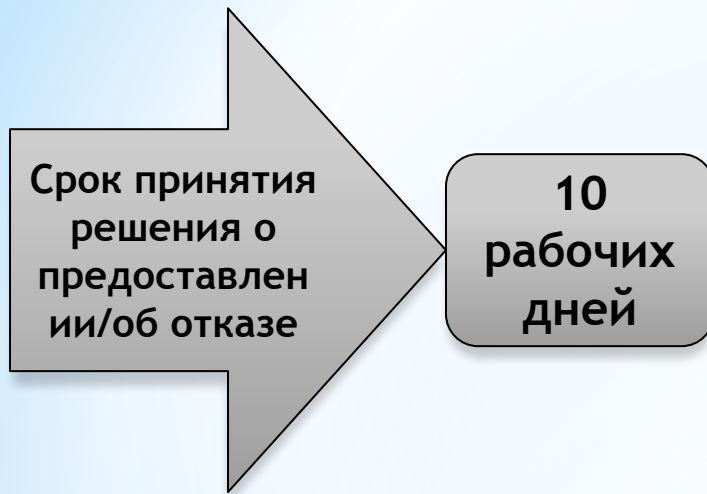 Срок принятия
решения о
предоставлен
ии/об отказе
10
рабочих
дней